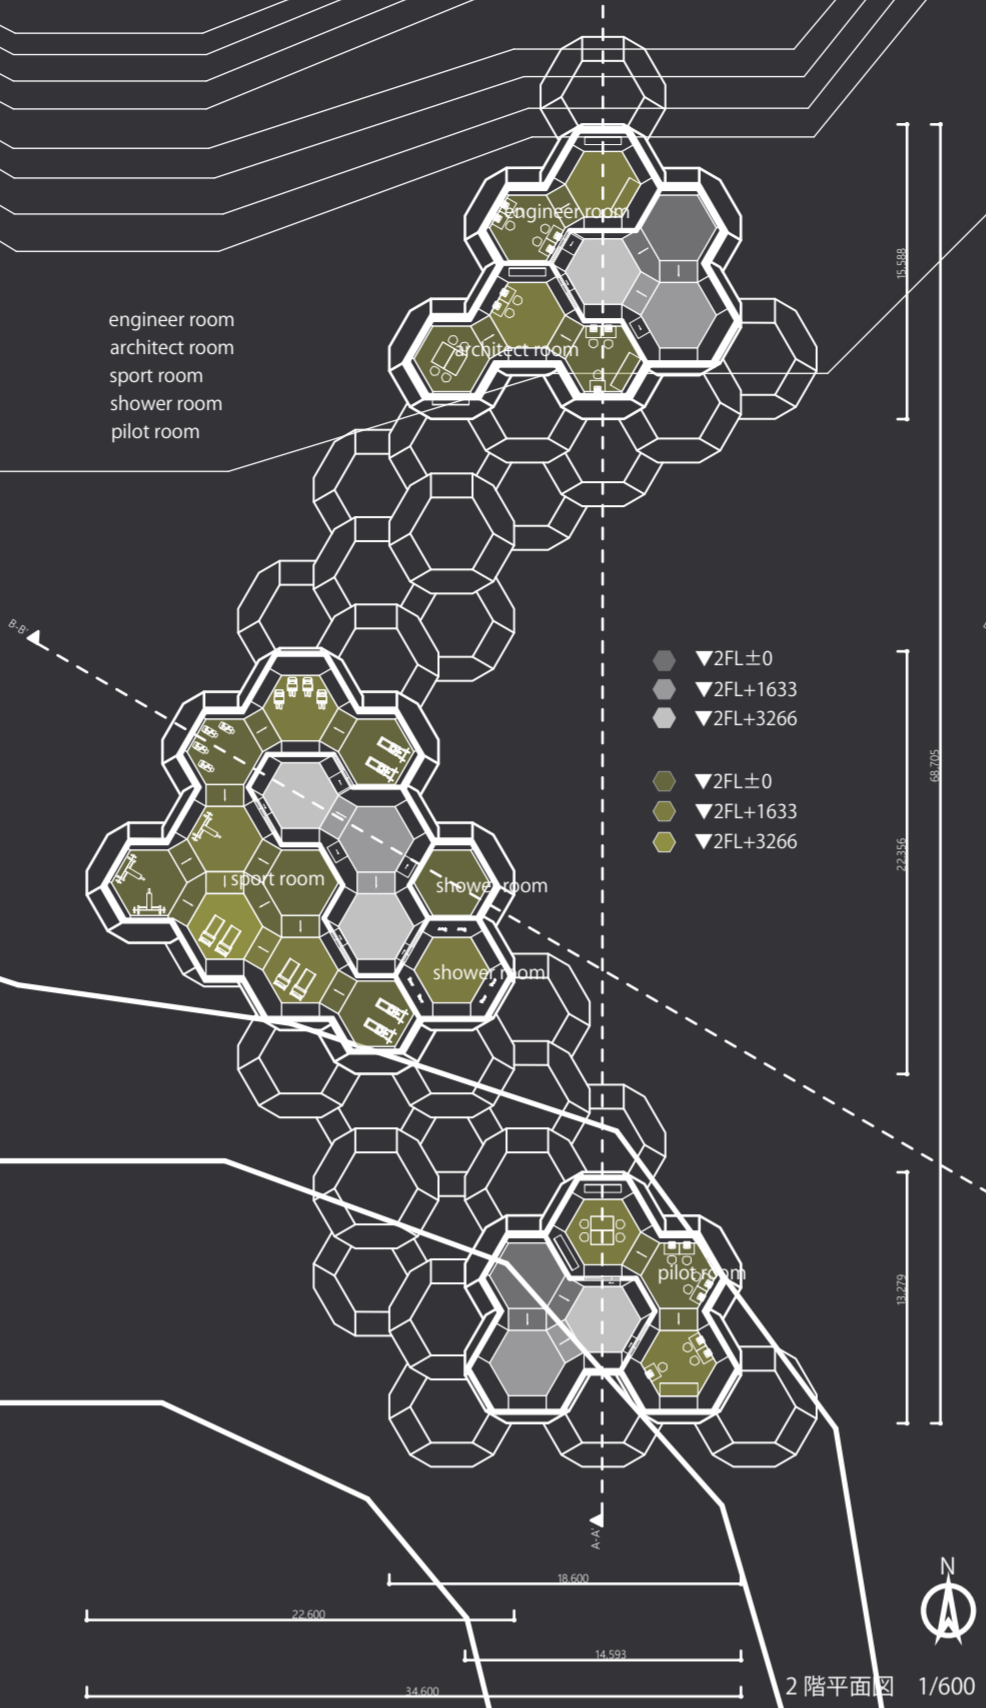 engineer room
15.588
engineer room
architect room
sport room
shower room
pilot room
architect room
B-B'
▼2FL±0
▼2FL+1633
▼2FL+3266
68.705
▼2FL±0
▼2FL+1633
▼2FL+3266
22.356
sport room
shower room
shower room
pilot room
13.279
A-A'
18.600
22.600
14.593
34.600
N
2 階平面図 1/600